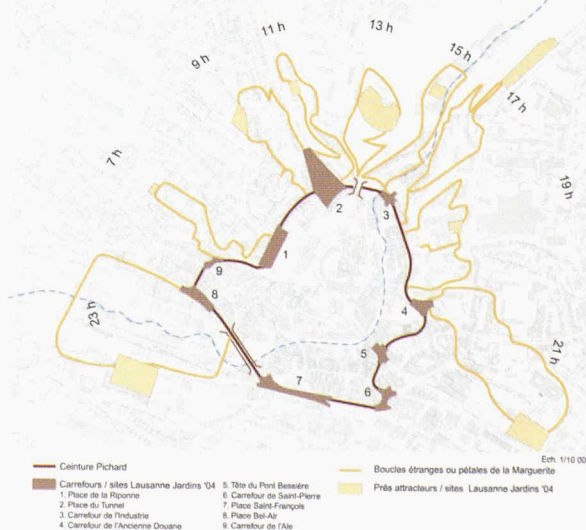 13 h
11 h
15 h
9 h
17 h
7 h
19 h
2
3
1
9
8
4
23 h
5
21 h
7
6
Ech. 1/10 00
Ceinture Pichard
Carrefours / sites Lausanne Jardins '04
1. Place de la Riponne
2. Place du Tunnel
3. Carrefour de l'Industrie
4. Carrefour de l'Ancienne Douane
5. Tête du Pont Bessière
6. Carrefour de Saint-Pierre
7. Place Saint-François
8. Place Bel-Air
9. Carrefour de l'Ale
Boucles étranges ou pétales de la Marguerite
Prés attracteurs / sites Lausanne Jardins '04